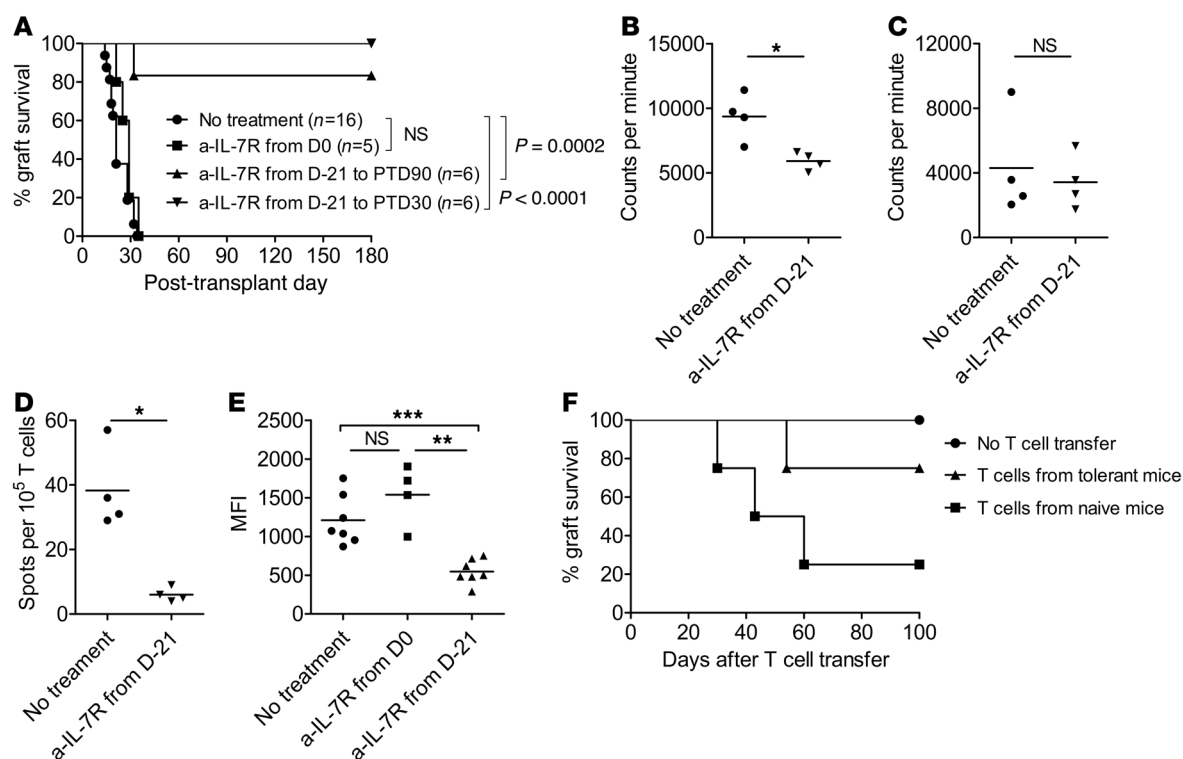 A
% graft survival
100
80
60
40
20
0
0 30 60 90 120 150 180
Post-transplant day
No treatment (n=16)
a-IL-7R from D0 (n=5)
a-IL-7R from D-21 to PTD90 (n=6)
a-IL-7R from D-21 to PTD30 (n=6)
NS
P = 0.0002
P < 0.0001
B
Counts per minute
15000
10000
5000
0
*
No treatment
a-IL-7R from D-21
C
Counts per minute
12000
8000
4000
0
NS
No treatment
a-IL-7R from D-21
D
Spots per 10⁵ T cells
60
40
20
0
*
No treament
a-IL-7R from D-21
E
MFI
2500
2000
1500
1000
500
0
***
NS
**
No treatment
a-IL-7R from D0
a-IL-7R from D-21
F
% graft survival
100
80
60
40
20
0
0 20 40 60 80 100
Days after T cell transfer
No T cell transfer
T cells from tolerant mice
T cells from naive mice